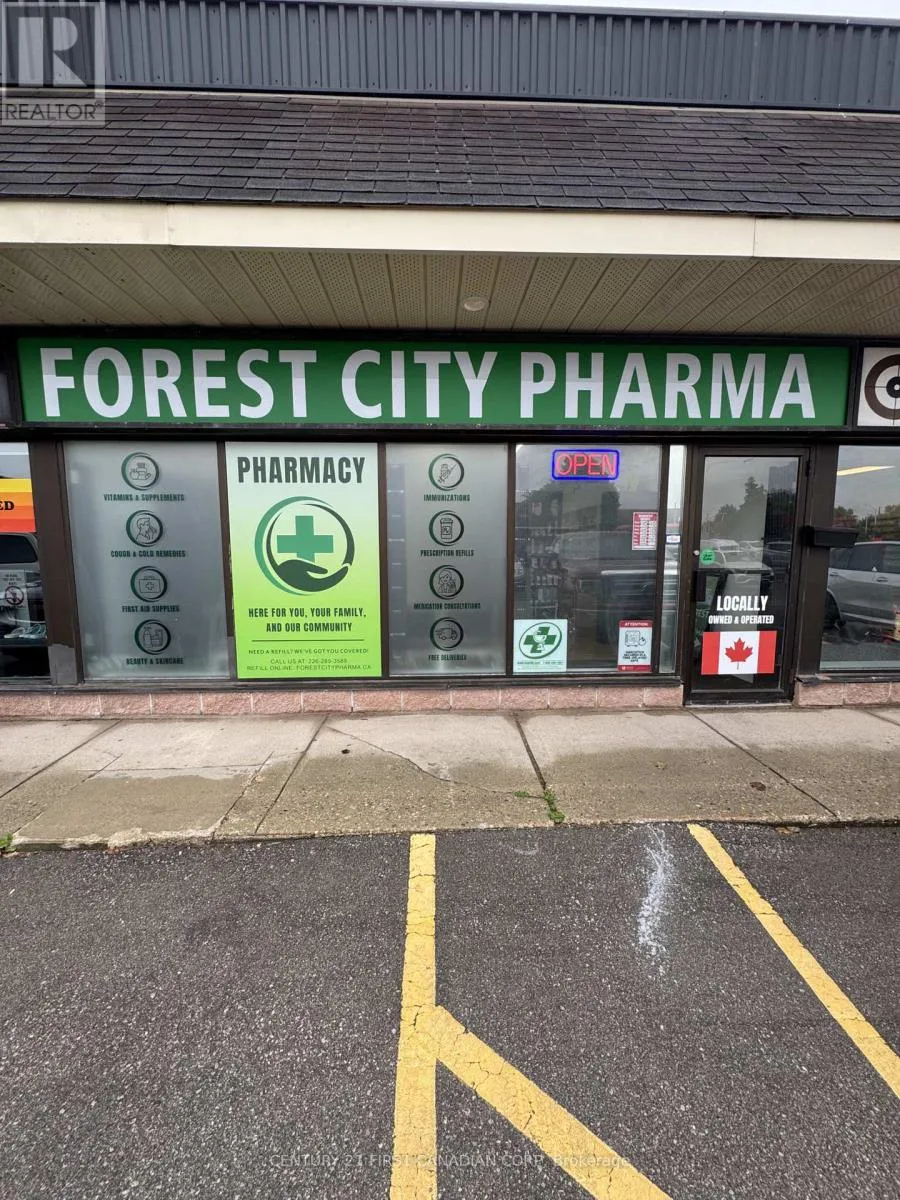 REALTOR
FOREST CITY PHARMA
ED
VITAMINS & SUPPLEMENTS
COUGH & COLD REMEDIES
FIRST AID SUPPLIES
BEAUTY & SKINCARE
PHARMACY
HERE FOR YOU, YOUR FAMILY,
AND OUR COMMUNITY
NEED A REFILL? WE'VE GOT YOU COVERED!
CALL US AT: 226-289-3589
REFILL ONLINE: FORESTCITYPHARMA.CA
IMMUNIZATIONS
PRESCRIPTION REFILLS
MEDICATION CONSULTATIONS
FREE DELIVERIES
OPEN
ATTENTION
LOCALLY
OWNED & OPERATED
CENTURY 21 FIRST CANADIAN CORP, Brokerage